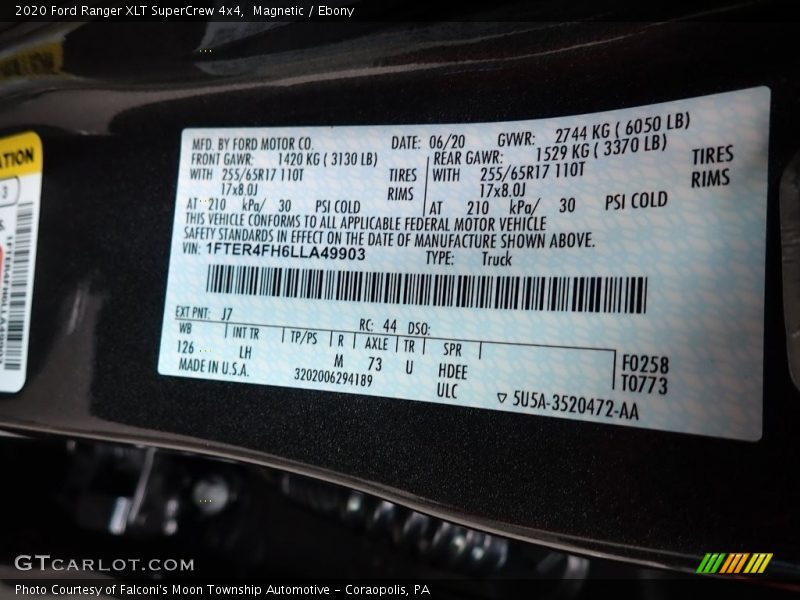 2020 Ford Ranger XLT SuperCrew 4x4,  Magnetic / Ebony
ATION
3
MFD. BY FORD MOTOR CO. DATE: 06/20 GVWR: 2744 KG ( 6050 LB)
FRONT GAWR: 1420 KG ( 3130 LB) REAR GAWR: 1529 KG ( 3370 LB)
WITH 255/65R17 110T TIRES WITH 255/65R17 110T TIRES
17x8.0J RIMS 17x8.0J RIMS
AT 210 kPa/ 30 PSI COLD AT 210 kPa/ 30 PSI COLD
THIS VEHICLE CONFORMS TO ALL APPLICABLE FEDERAL MOTOR VEHICLE
SAFETY STANDARDS IN EFFECT ON THE DATE OF MANUFACTURE SHOWN ABOVE.
VIN: 1FTER4FH6LLA49903 TYPE: Truck
EXT PNT: J7 RC: 44 DSO:
WB INT TR TP/PS R AXLE TR SPR
126 LH M 73 U HDEE F0258
MADE IN U.S.A. 3202006294189 ULC T0773
▽ 5U5A-3520472-AA
GTCARLOT.COM
Photo Courtesy of Falconi's Moon Township Automotive - Coraopolis, PA